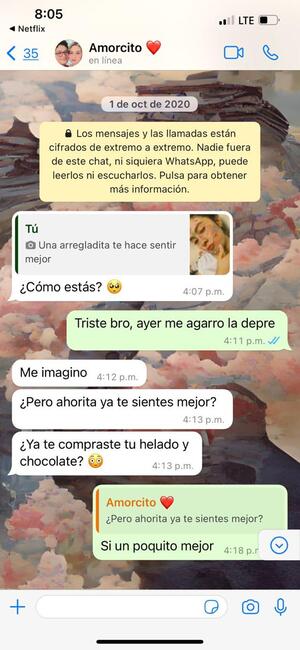 8:05
LTE
◀ Netflix
35
Amorcito ❤️
en línea
1 de oct de 2020
🔒 Los mensajes y las llamadas están
cifrados de extremo a extremo. Nadie fuera
de este chat, ni siquiera WhatsApp, puede
leerlos ni escucharlos. Pulsa para obtener
más información.
Tú
📷 Una arregladita te hace sentir
mejor
¿Cómo estás? 🥺
4:07 p.m.
Triste bro, ayer me agarro la depre
4:11 p.m.
Me imagino 4:12 p.m.
¿Pero ahorita ya te sientes mejor?
4:13 p.m.
¿Ya te compraste tu helado y
chocolate? 😳
4:13 p.m.
Amorcito ❤️
¿Pero ahorita ya te sientes mejor?
Si un poquito mejor 4:18 p.